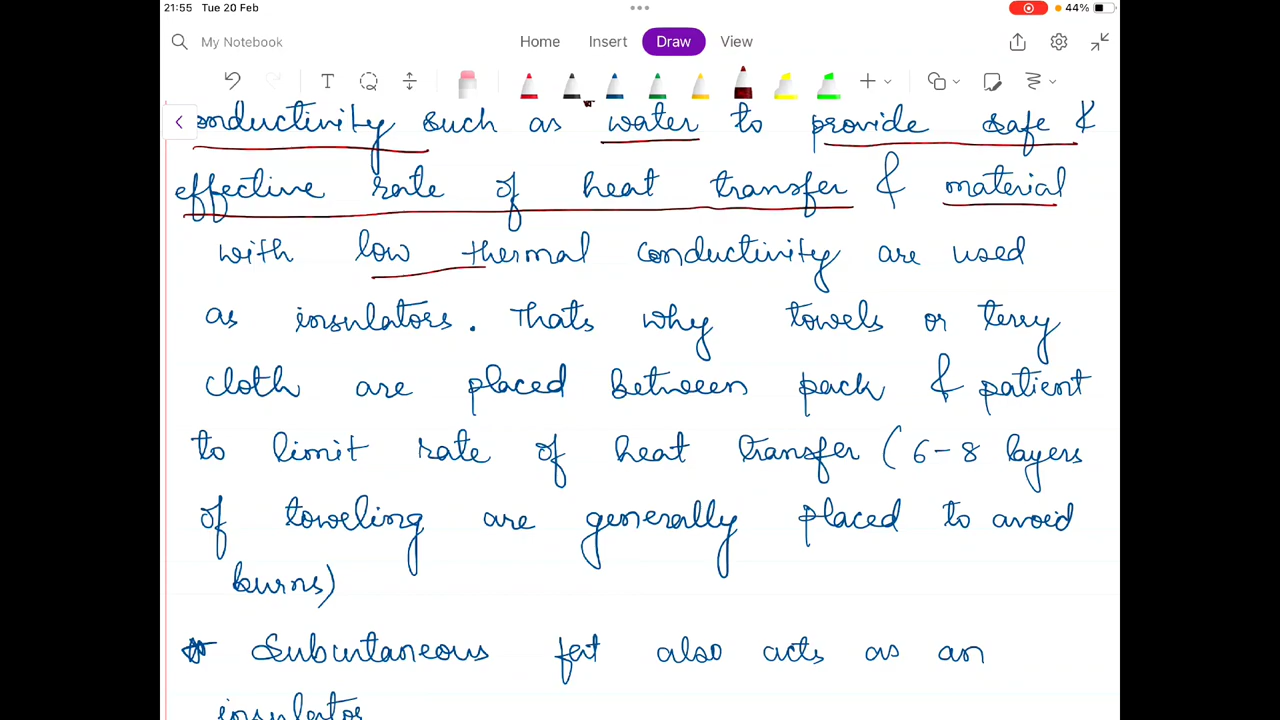 21:55 Tue 20 Feb
44%
My Notebook
Home Insert Draw View
conductivity such as water to provide safe &
effective rate of heat transfer & material
with low thermal conductivity are used
as insulators. Thats why towels or terry
cloth are placed between pack & patient
to limit rate of heat transfer (6-8 layers
of toweling are generally placed to avoid
burns)
Subcutaneous fat also acts as an
insulator